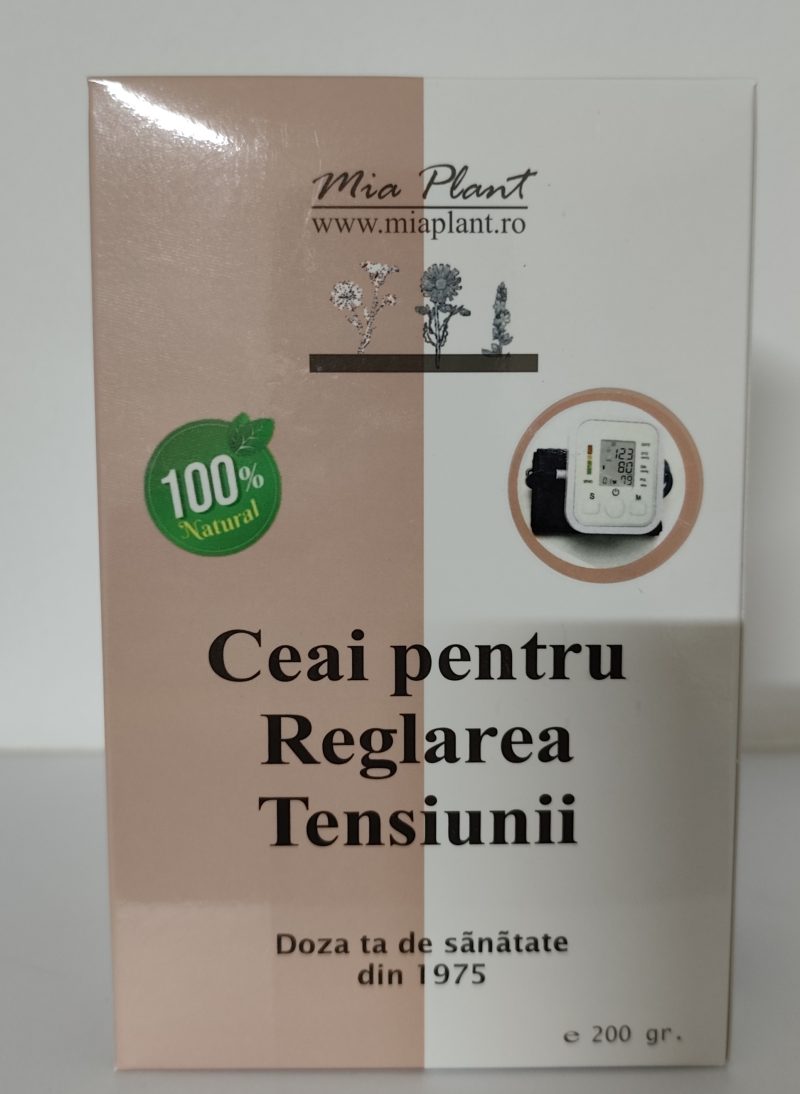 Mia Plant
www.miaplant.ro
100%
Natural
123
80
79
S
M
Ceai pentru
Reglarea
Tensiunii
Doza ta de sãnãtate
din 1975
e 200 gr.